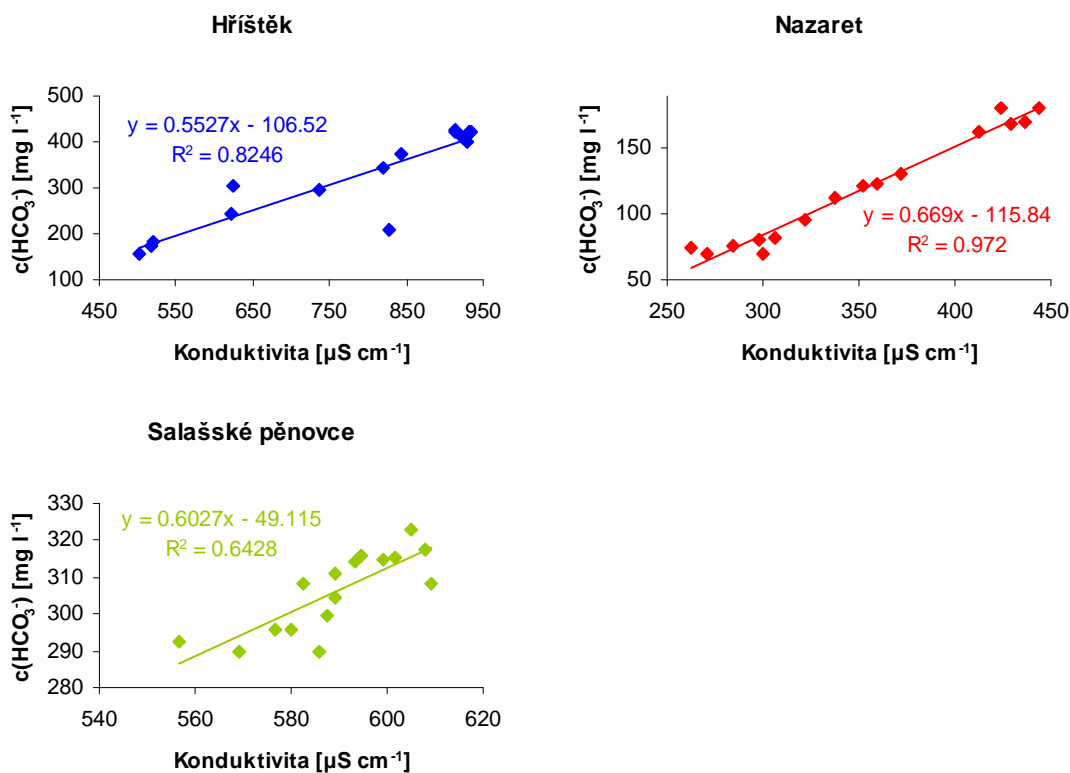 Hříštěk
c(HCO₃⁻) [mg l⁻¹]
500
400
300
200
100
y = 0.5527x - 106.52
R² = 0.8246
450 550 650 750 850 950
Konduktivita [µS cm⁻¹]
Nazaret
c(HCO₃⁻) [mg l⁻¹]
150
100
50
y = 0.669x - 115.84
R² = 0.972
250 300 350 400 450
Konduktivita [µS cm⁻¹]
Salašské pěnovce
c(HCO₃⁻) [mg l⁻¹]
330
320
310
300
290
280
y = 0.6027x - 49.115
R² = 0.6428
540 560 580 600 620
Konduktivita [µS cm⁻¹]